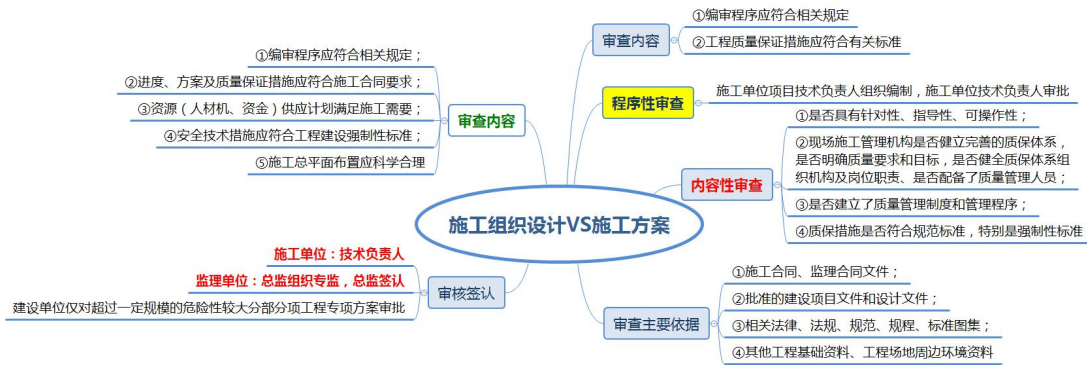 施工组织设计VS施工方案
审查内容
①编审程序应符合相关规定；
②进度、方案及质量保证措施应符合施工合同要求；
③资源（人材机、资金）供应计划满足施工需要；
④安全技术措施应符合工程建设强制性标准；
⑤施工总平面布置应科学合理
审核签认
施工单位：技术负责人
监理单位：总监组织专监，总监签认
建设单位仅对超过一定规模的危险性较大分部分项工程专项方案审批
审查内容
①编审程序应符合相关规定
②工程质量保证措施应符合有关标准
程序性审查
施工单位项目技术负责人组织编制，施工单位技术负责人审批
内容性审查
①是否具有针对性、指导性、可操作性；
②现场施工管理机构是否健立完善的质保体系，
是否明确质量要求和目标，是否健全质保体系组
织机构及岗位职责、是否配备了质量管理人员；
③是否建立了质量管理制度和管理程序；
④质保措施是否符合规范标准，特别是强制性标准
审查主要依据
①施工合同、监理合同文件；
②批准的建设项目文件和设计文件；
③相关法律、法规、规范、规程、标准图集；
④其他工程基础资料、工程场地周边环境资料